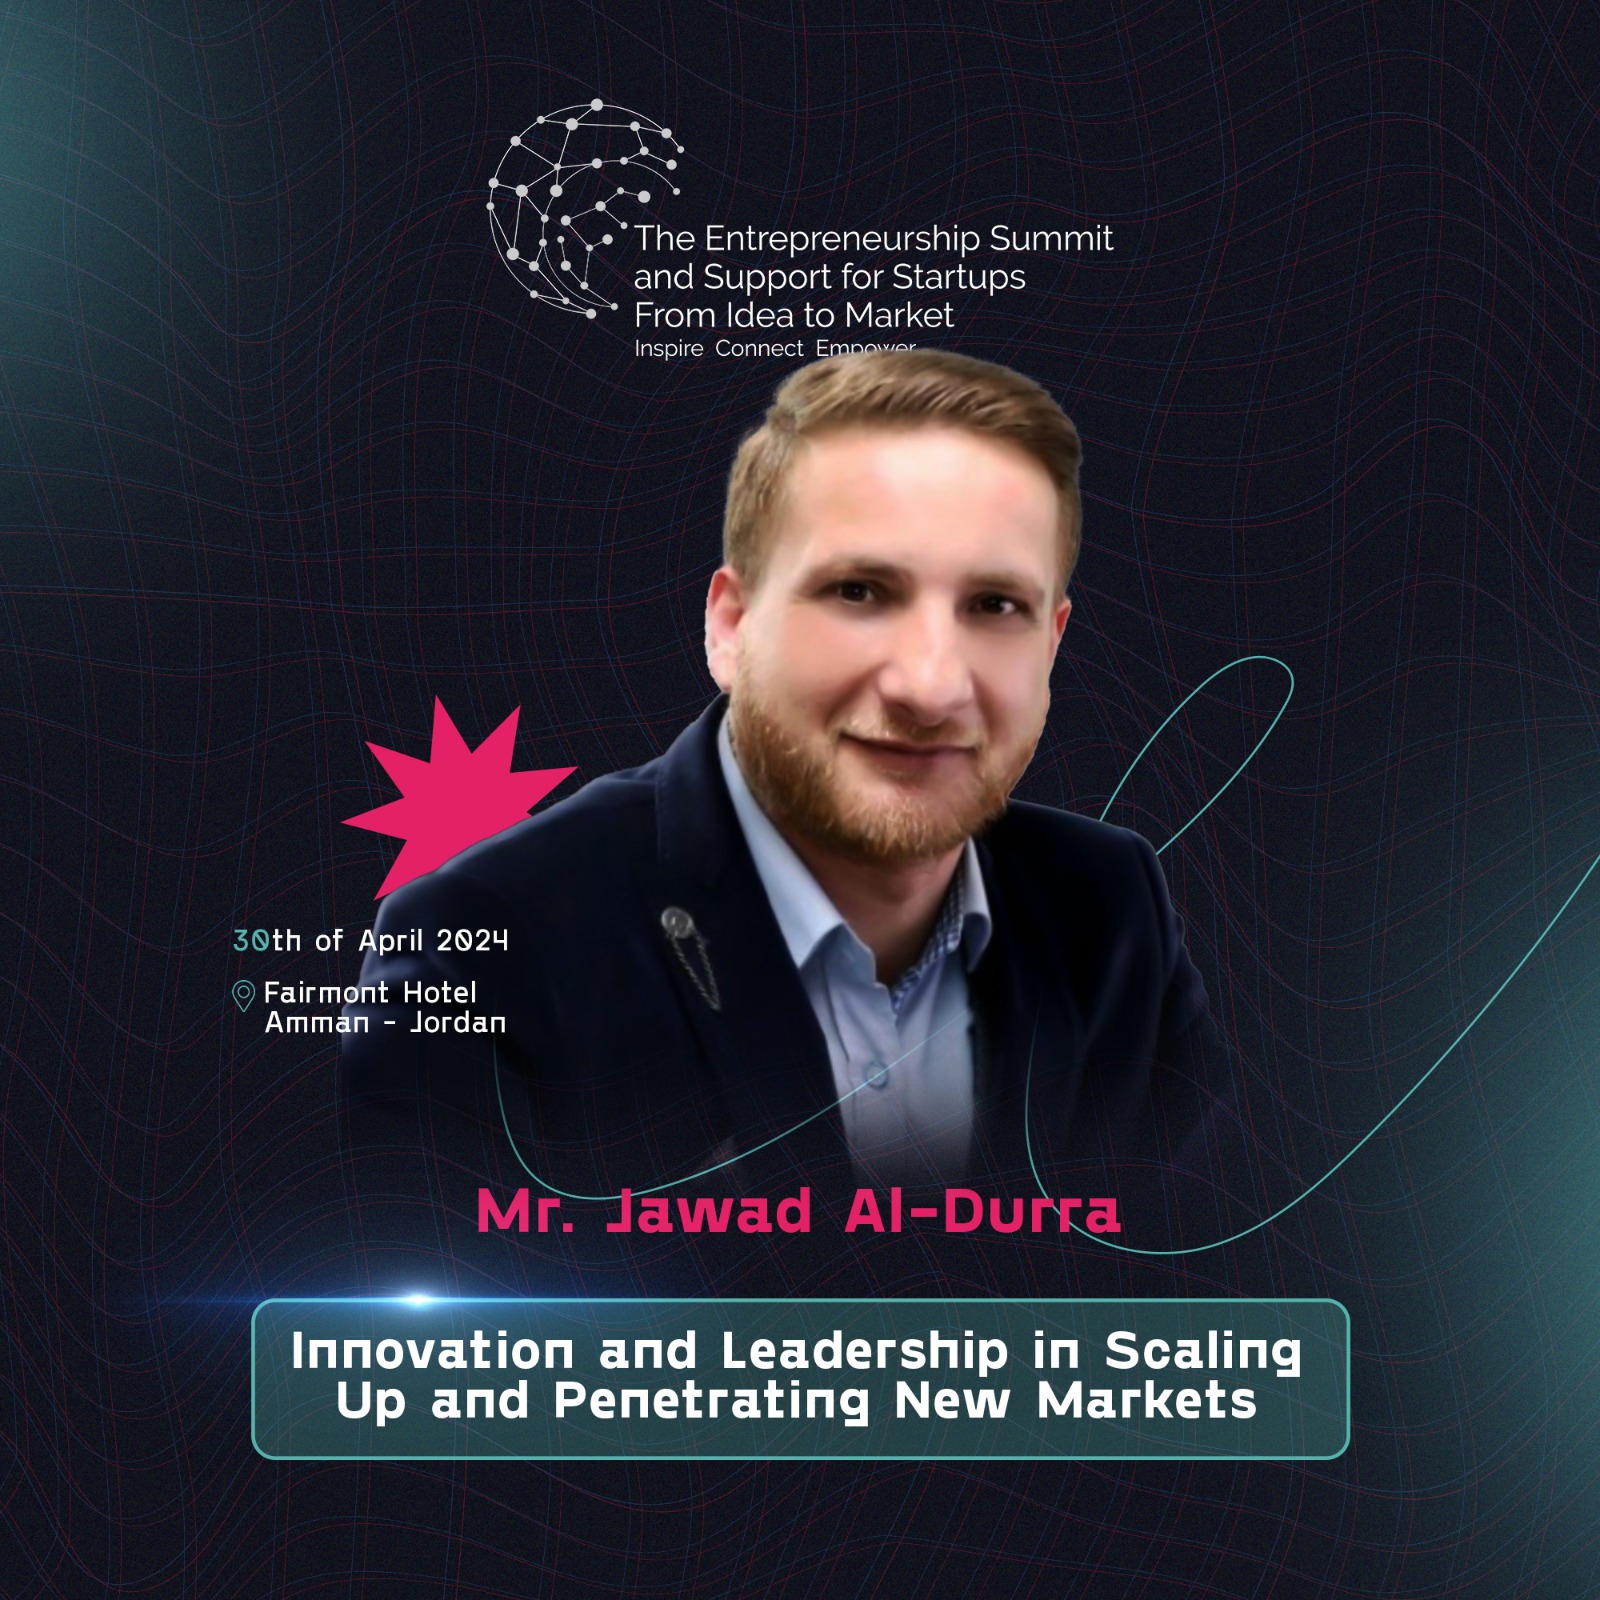 The Entrepreneurship Summit
and Support for Startups
From Idea to Market
Inspire Connect Empower
30th of April 2024
Fairmont Hotel
Amman - Jordan
Mr. Jawad Al-Durra
Innovation and Leadership in Scaling
Up and Penetrating New Markets